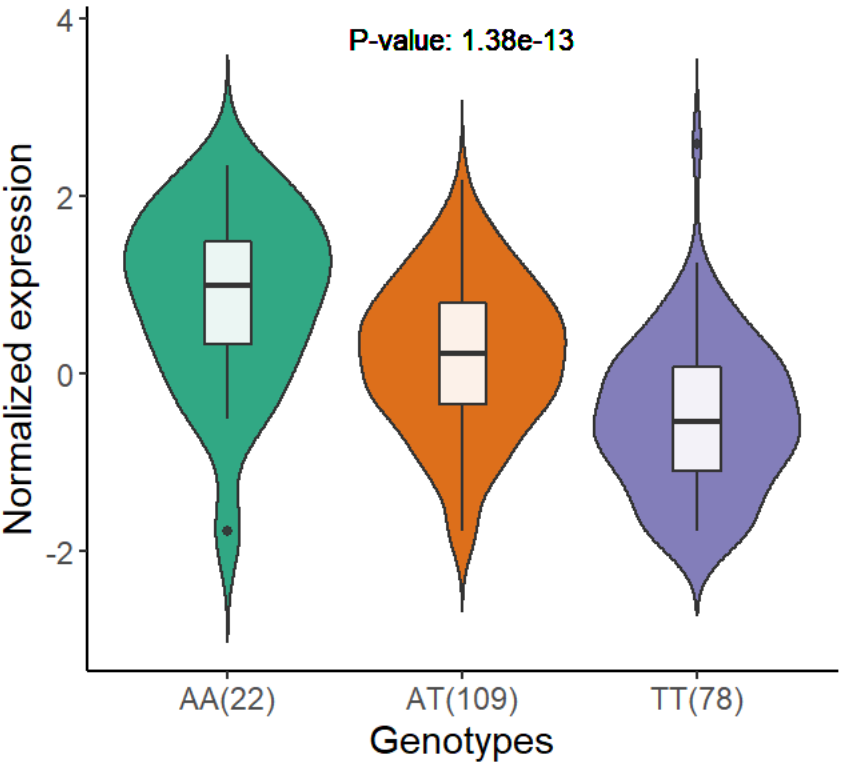 P-value: 1.38e-13
Normalized expression
4
2
0
-2
AA(22) AT(109) TT(78)
Genotypes